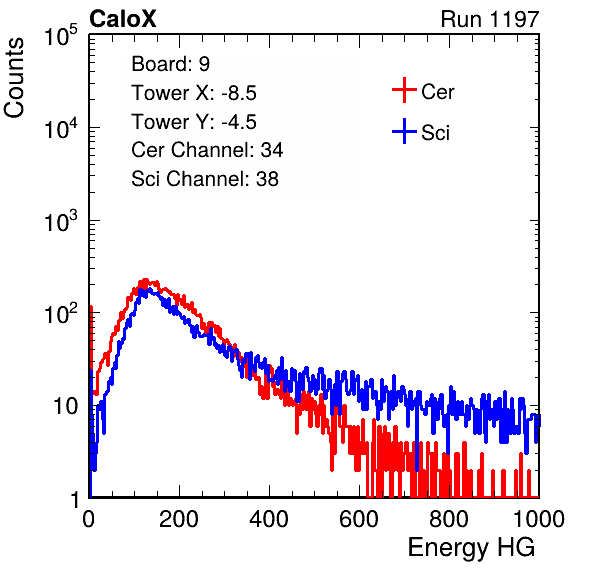 CaloX Run 1197
Counts
10^5
10^4
10^3
10^2
10
1
Board: 9
Tower X: -8.5
Tower Y: -4.5
Cer Channel: 34
Sci Channel: 38
Cer
Sci
0 200 400 600 800 1000
Energy HG